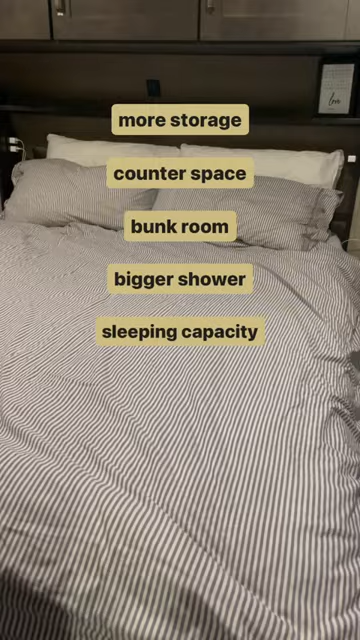 more storage
counter space
bunk room
bigger shower
sleeping capacity